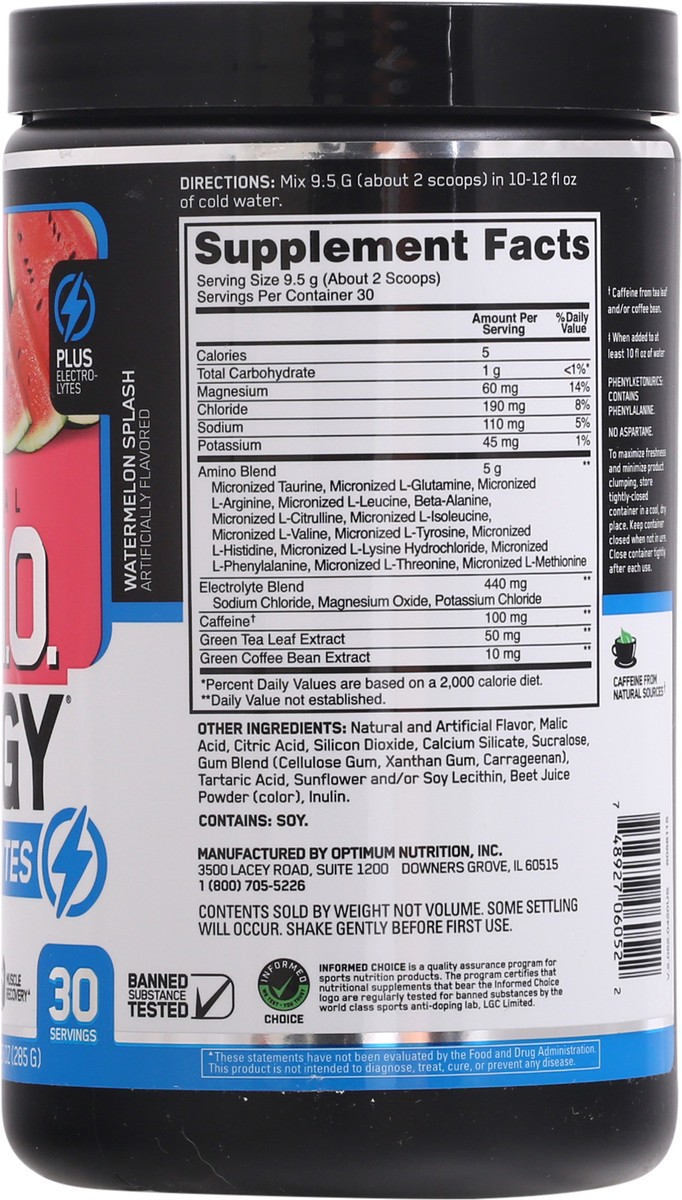 DIRECTIONS: Mix 9.5 G (about 2 scoops) in 10-12 fl oz
of cold water.
Supplement Facts
Serving Size 9.5 g (About 2 Scoops)
Servings Per Container 30
Amount Per Serving %Daily Value
Calories 5
Total Carbohydrate 1 g <1%*
Magnesium 60 mg 14%
Chloride 190 mg 8%
Sodium 110 mg 5%
Potassium 45 mg 1%
Amino Blend 5 g **
Micronized Taurine, Micronized L-Glutamine, Micronized
L-Arginine, Micronized L-Leucine, Beta-Alanine,
Micronized L-Citrulline, Micronized L-Isoleucine,
Micronized L-Valine, Micronized L-Tyrosine, Micronized
L-Histidine, Micronized L-Lysine Hydrochloride, Micronized
L-Phenylalanine, Micronized L-Threonine, Micronized L-Methionine
Electrolyte Blend 440 mg **
Sodium Chloride, Magnesium Oxide, Potassium Chloride
Caffeine† 100 mg **
Green Tea Leaf Extract 50 mg **
Green Coffee Bean Extract 10 mg **
*Percent Daily Values are based on a 2,000 calorie diet.
**Daily Value not established.
OTHER INGREDIENTS: Natural and Artificial Flavor, Malic
Acid, Citric Acid, Silicon Dioxide, Calcium Silicate, Sucralose,
Gum Blend (Cellulose Gum, Xanthan Gum, Carrageenan),
Tartaric Acid, Sunflower and/or Soy Lecithin, Beet Juice
Powder (color), Inulin.
CONTAINS: SOY.
MANUFACTURED BY OPTIMUM NUTRITION, INC.
3500 LACEY ROAD, SUITE 1200 DOWNERS GROVE, IL 60515
1 (800) 705-5226
CONTENTS SOLD BY WEIGHT NOT VOLUME. SOME SETTLING
WILL OCCUR. SHAKE GENTLY BEFORE FIRST USE.
BANNED
SUBSTANCE
TESTED
INFORMED
CHOICE
INFORMED CHOICE is a quality assurance program for
sports nutrition products. The program certifies that
nutritional supplements that bear the Informed Choice
logo are regularly tested for banned substances by the
world class sports anti-doping lab, LGC Limited.
*These statements have not been evaluated by the Food and Drug Administration.
This product is not intended to diagnose, treat, cure, or prevent any disease.
PLUS
ELECTRO-
LYTES
WATERMELON SPLASH
ARTIFICIALLY FLAVORED
A L
.O.
GY®
TES
MUSCLE
RECOVERY*
30
SERVINGS
OZ (285 G)
† Caffeine from tea leaf
and/or coffee bean.
‡ When added to at
least 10 fl oz of water
PHENYLKETONURICS:
CONTAINS
PHENYLALANINE.
NO ASPARTAME.
To maximize freshness
and minimize product
clumping, store
tightly-closed
container in a cool, dry
place. Keep container
closed when not in use.
Close container tightly
after each use.
CAFFEINE FROM
NATURAL SOURCES†
7 48927 06052 2